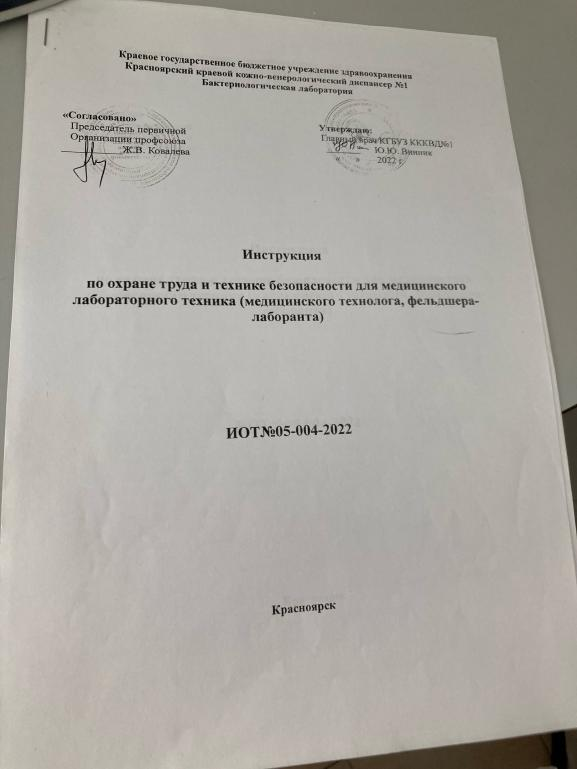 Краевое государственное бюджетное учреждение здравоохранения
Красноярский краевой кожно-венерологический диспансер №1
Бактериологическая лаборатория
«Согласовано»
Председатель первичной
Организации профсоюза
Ж.В. Ковалева
Утверждаю:
Главный врач КГБУЗ КККВД№1
Ю.Ю. Винник
« » 2022 г.
Инструкция
по охране труда и технике безопасности для медицинского
лабораторного техника (медицинского технолога, фельдшера-
лаборанта)
ИОТ№05-004-2022
Красноярск